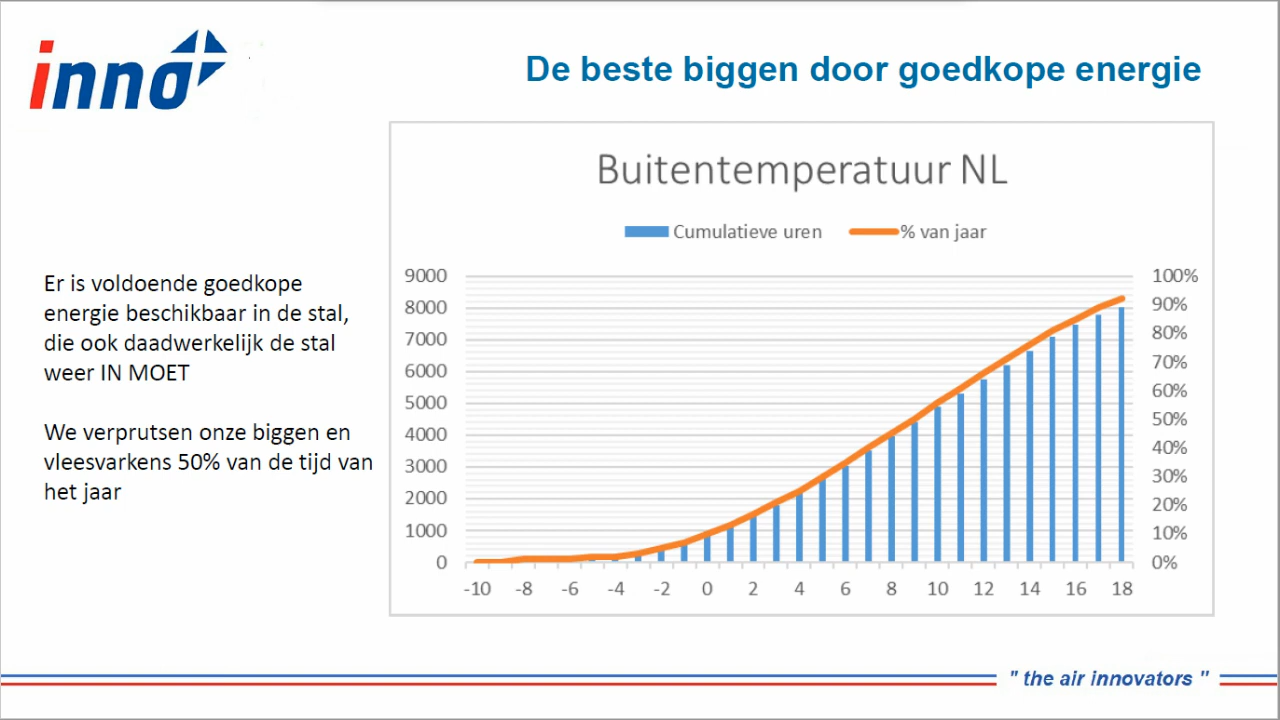 inno
De beste biggen door goedkope energie
Buitentemperatuur NL
Cumulatieve uren
% van jaar
Er is voldoende goedkope
energie beschikbaar in de stal,
die ook daadwerkelijk de stal
weer IN MOET
We verprutsen onze biggen en
vleesvarkens 50% van de tijd van
het jaar
9000
8000
7000
6000
5000
4000
3000
2000
1000
0
100%
90%
80%
70%
60%
50%
40%
30%
20%
10%
0%
-10 -8 -6 -4 -2 0 2 4 6 8 10 12 14 16 18
" the air innovators "